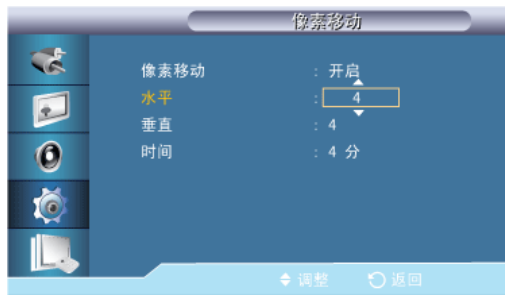 像素移动
像素移动 : 开启
水平 : 4
垂直 : 4
时间 : 4 分
调整 返回